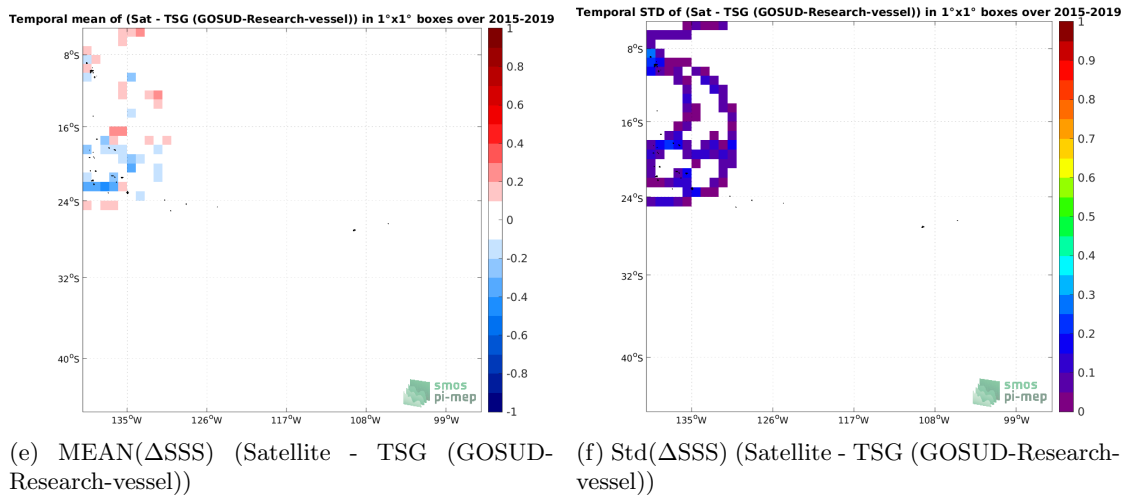 Temporal mean of (Sat - TSG (GOSUD-Research-vessel)) in 1°x1° boxes over 2015-2019
8°S
16°S
24°S
32°S
40°S
135°W 126°W 117°W 108°W 99°W
1
0.8
0.6
0.4
0.2
0
-0.2
-0.4
-0.6
-0.8
-1
smos
pi-mep
(e) MEAN(ΔSSS) (Satellite - TSG (GOSUD-
Research-vessel))
Temporal STD of (Sat - TSG (GOSUD-Research-vessel)) in 1°x1° boxes over 2015-2019
8°S
16°S
24°S
32°S
40°S
135°W 126°W 117°W 108°W 99°W
1
0.9
0.8
0.7
0.6
0.5
0.4
0.3
0.2
0.1
0
smos
pi-mep
(f) Std(ΔSSS) (Satellite - TSG (GOSUD-Research-
vessel))